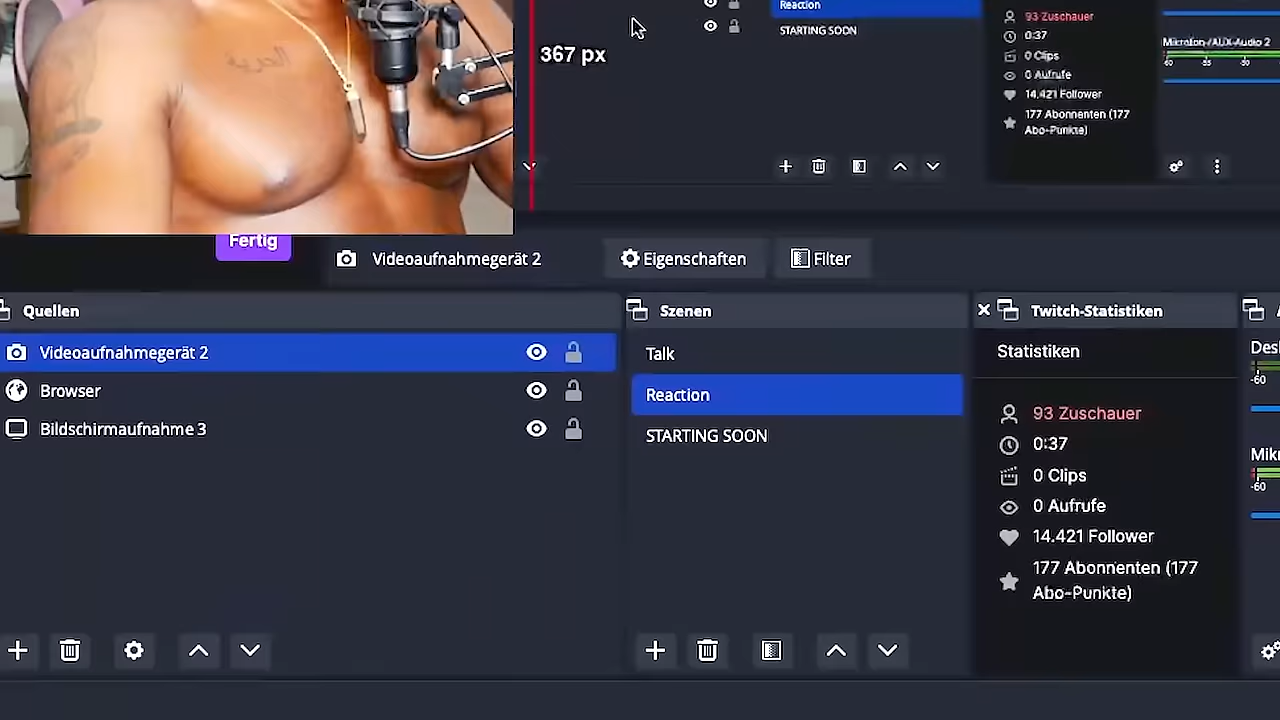 Reaction
STARTING SOON
367 px
93 Zuschauer
0:37
0 Clips
0 Aufrufe
14.421 Follower
177 Abonnenten (177
Abo-Punkte)
Mikrofon-/AUX-Audio 2
Fertig
Videoaufnahmegerät 2
Eigenschaften
Filter
Quellen
Videoaufnahmegerät 2
Browser
Bildschirmaufnahme 3
Szenen
Talk
Reaction
STARTING SOON
Twitch-Statistiken
Statistiken
93 Zuschauer
0:37
0 Clips
0 Aufrufe
14.421 Follower
177 Abonnenten (177
Abo-Punkte)
-60
-60